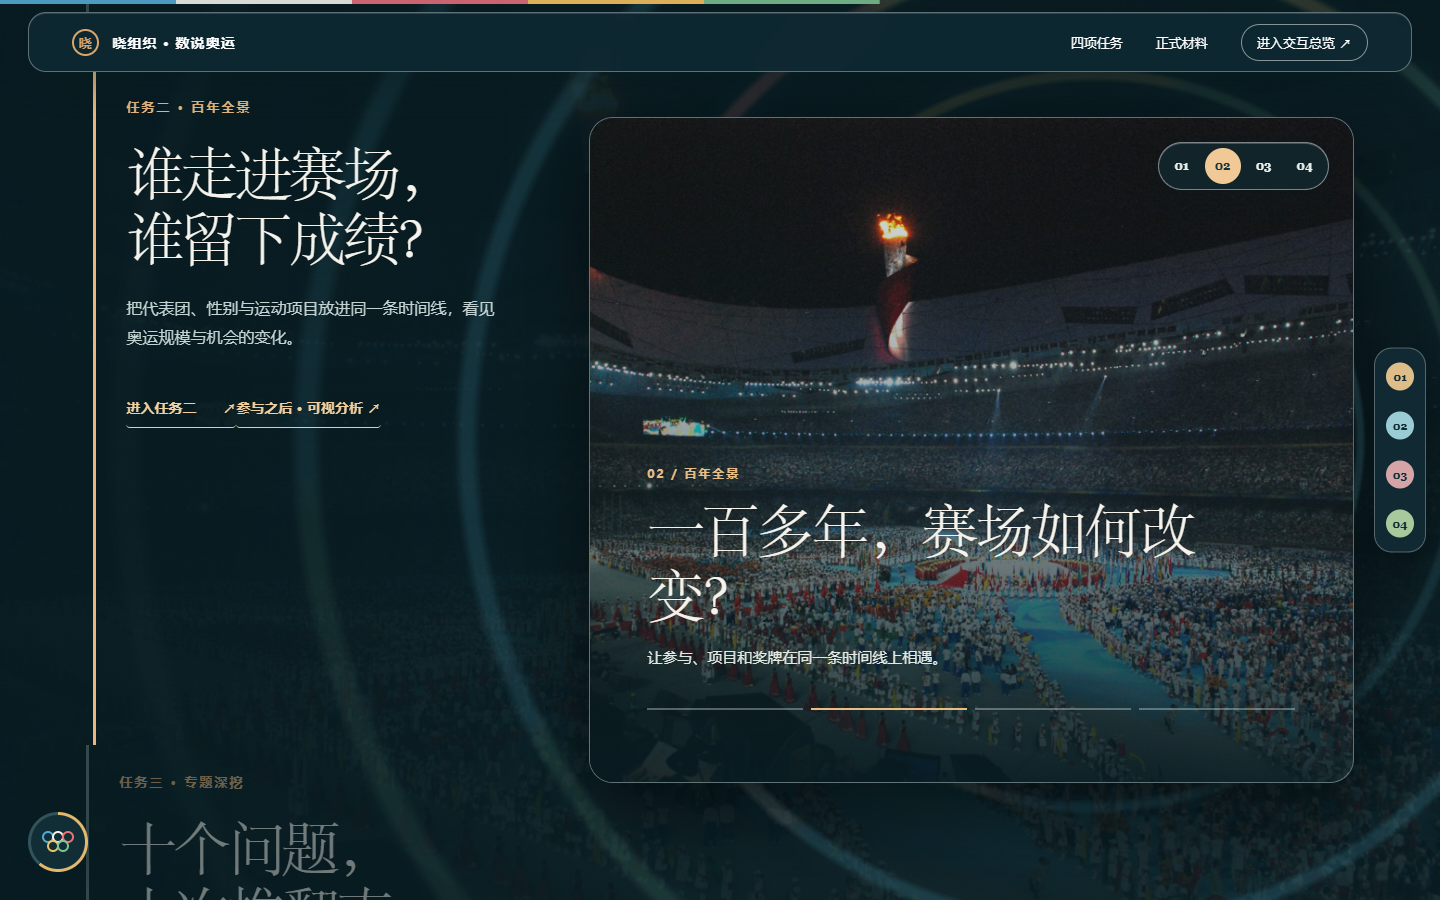 晓 晓组织 • 数说奥运
四项任务 正式材料 进入交互总览 ↗
任务二 • 百年全景
谁走进赛场，
谁留下成绩？
把代表团、性别与运动项目放进同一条时间线，看见
奥运规模与机会的变化。
进入任务二 ↗参与之后 • 可视分析 ↗
01 02 03 04
02 / 百年全景
一百多年，赛场如何改
变？
让参与、项目和奖牌在同一条时间线上相遇。
01
02
03
04
任务三 • 专题深挖
十个问题，